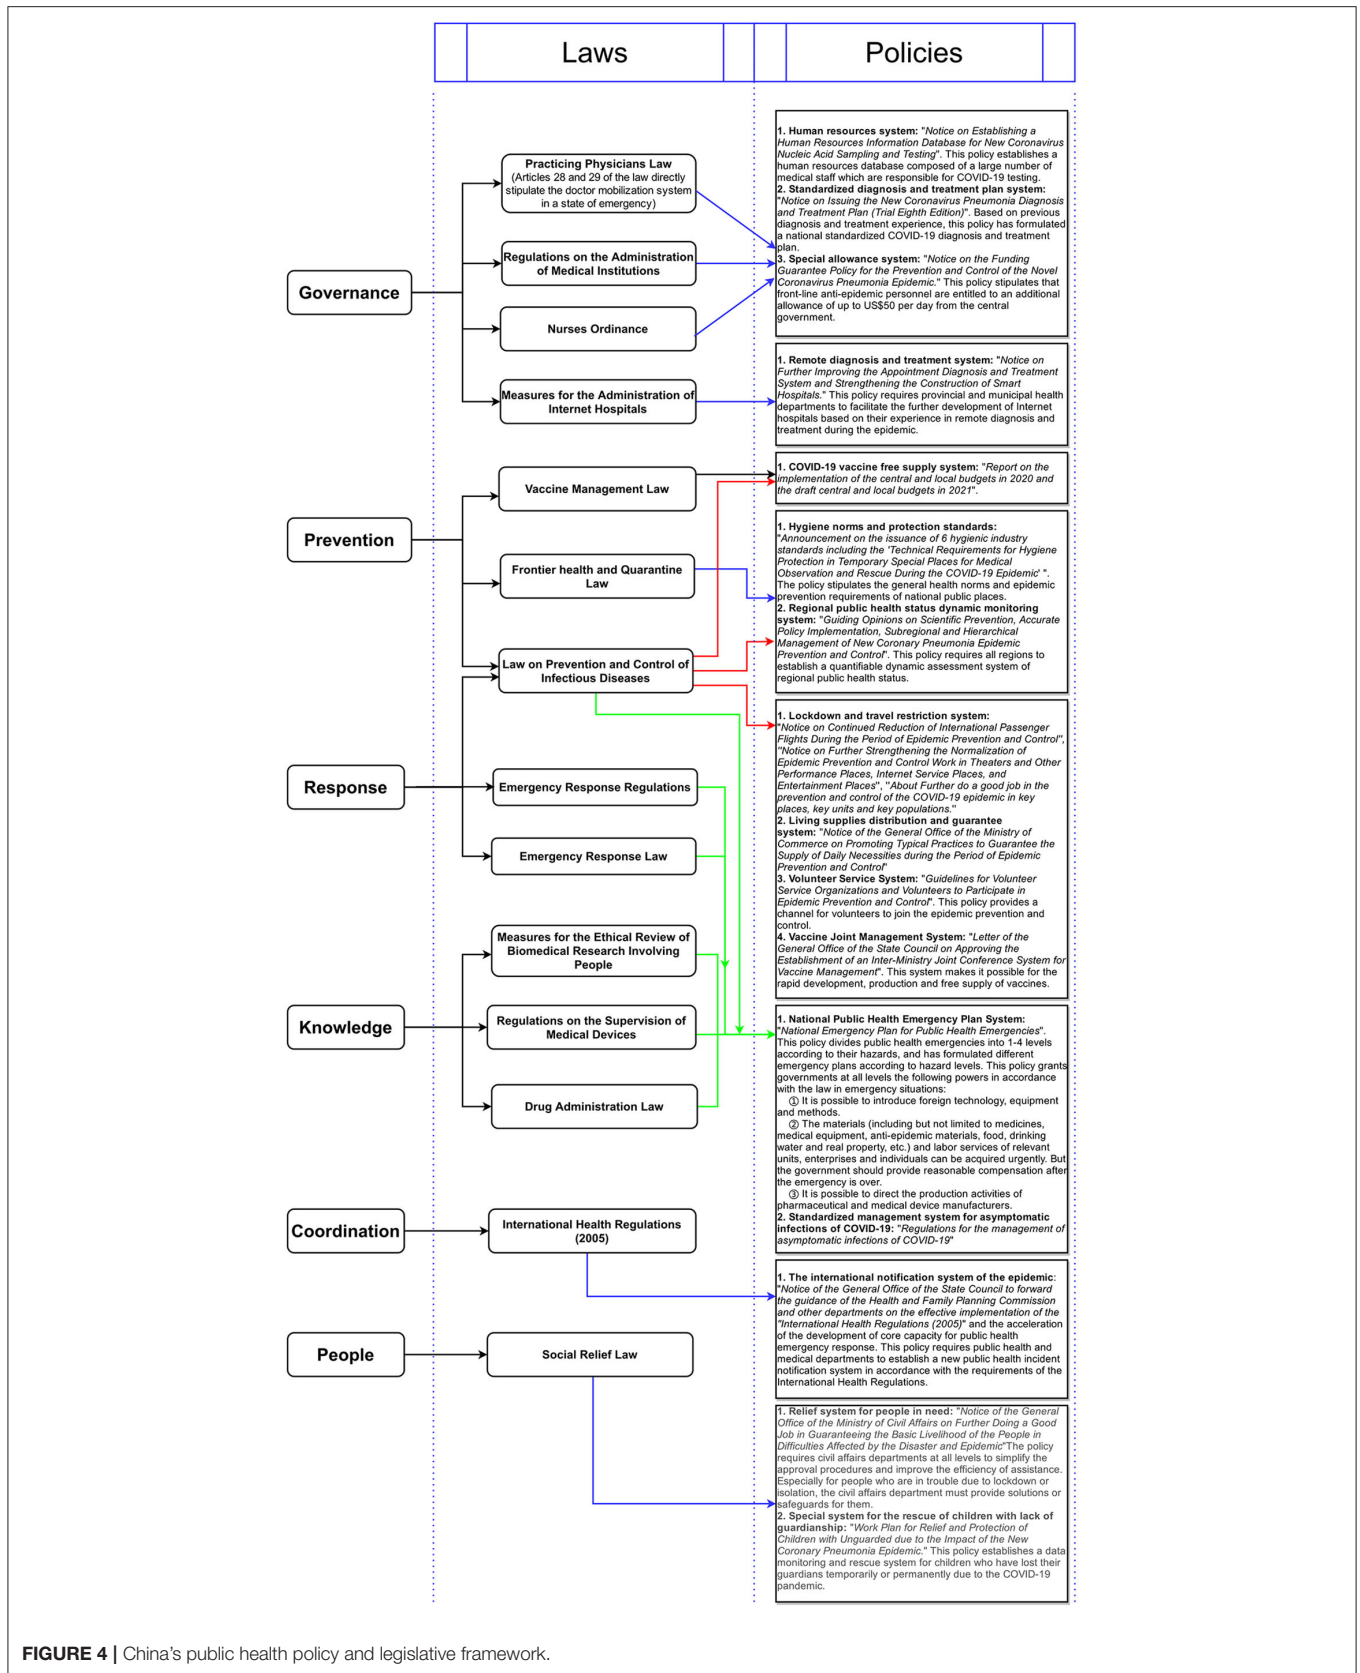 Laws
Policies
Governance
Practicing Physicians Law
(Articles 28 and 29 of the law directly
stipulate the doctor mobilization system
in a state of emergency)
Regulations on the Administration
of Medical Institutions
Nurses Ordinance
Measures for the Administration of
Internet Hospitals
1. Human resources system: "Notice on Establishing a
Human Resources Information Database for New Coronavirus
Nucleic Acid Sampling and Testing". This policy establishes a
human resources database composed of a large number of
medical staff which are responsible for COVID-19 testing.
2. Standardized diagnosis and treatment plan system:
"Notice on Issuing the New Coronavirus Pneumonia Diagnosis
and Treatment Plan (Trial Eighth Edition)". Based on previous
diagnosis and treatment experience, this policy has formulated
a national standardized COVID-19 diagnosis and treatment
plan.
3. Special allowance system: "Notice on the Funding
Guarantee Policy for the Prevention and Control of the Novel
Coronavirus Pneumonia Epidemic." This policy stipulates that
front-line anti-epidemic personnel are entitled to an additional
allowance of up to US$50 per day from the central
government.
1. Remote diagnosis and treatment system: "Notice on
Further Improving the Appointment Diagnosis and Treatment
System and Strengthening the Construction of Smart
Hospitals." This policy requires provincial and municipal health
departments to facilitate the further development of Internet
hospitals based on their experience in remote diagnosis and
treatment during the epidemic.
Prevention
Vaccine Management Law
Frontier health and Quarantine
Law
Law on Prevention and Control of
Infectious Diseases
1. COVID-19 vaccine free supply system: "Report on the
implementation of the central and local budgets in 2020 and
the draft central and local budgets in 2021".
1. Hygiene norms and protection standards:
"Announcement on the issuance of 6 hygienic industry
standards including the 'Technical Requirements for Hygiene
Protection in Temporary Special Places for Medical
Observation and Rescue During the COVID-19 Epidemic' ".
The policy stipulates the general health norms and epidemic
prevention requirements of national public places.
2. Regional public health status dynamic monitoring
system: "Guiding Opinions on Scientific Prevention, Accurate
Policy Implementation, Subregional and Hierarchical
Management of New Coronary Pneumonia Epidemic
Prevention and Control". This policy requires all regions to
establish a quantifiable dynamic assessment system of
regional public health status.
Response
Emergency Response Regulations
Emergency Response Law
1. Lockdown and travel restriction system:
"Notice on Continued Reduction of International Passenger
Flights During the Period of Epidemic Prevention and Control",
"Notice on Further Strengthening the Normalization of
Epidemic Prevention and Control Work in Theaters and Other
Performance Places, Internet Service Places, and
Entertainment Places", "About Further do a good job in the
prevention and control of the COVID-19 epidemic in key
places, key units and key populations."
2. Living supplies distribution and guarantee
system: "Notice of the General Office of the Ministry of
Commerce on Promoting Typical Practices to Guarantee the
Supply of Daily Necessities during the Period of Epidemic
Prevention and Control"
3. Volunteer Service System: "Guidelines for Volunteer
Service Organizations and Volunteers to Participate in
Epidemic Prevention and Control". This policy provides a
channel for volunteers to join the epidemic prevention and
control.
4. Vaccine Joint Management System: "Letter of the
General Office of the State Council on Approving the
Establishment of an Inter-Ministry Joint Conference System for
Vaccine Management". This system makes it possible for the
rapid development, production and free supply of vaccines.
Knowledge
Measures for the Ethical Review of
Biomedical Research Involving
People
Regulations on the Supervision of
Medical Devices
Drug Administration Law
1. National Public Health Emergency Plan System:
"National Emergency Plan for Public Health Emergencies".
This policy divides public health emergencies into 1-4 levels
according to their hazards, and has formulated different
emergency plans according to hazard levels. This policy grants
governments at all levels the following powers in accordance
with the law in emergency situations:
① It is possible to introduce foreign technology, equipment
and methods.
② The materials (including but not limited to medicines,
medical equipment, anti-epidemic materials, food, drinking
water and real property, etc.) and labor services of relevant
units, enterprises and individuals can be acquired urgently. But
the government should provide reasonable compensation after
the emergency is over.
③ It is possible to direct the production activities of
pharmaceutical and medical device manufacturers.
2. Standardized management system for asymptomatic
infections of COVID-19: "Regulations for the management of
asymptomatic infections of COVID-19"
Coordination
International Health Regulations
(2005)
1. The international notification system of the epidemic:
"Notice of the General Office of the State Council to forward
the guidance of the Health and Family Planning Commission
and other departments on the effective implementation of the
"International Health Regulations (2005)" and the acceleration
of the development of core capacity for public health
emergency response. This policy requires public health and
medical departments to establish a new public health incident
notification system in accordance with the requirements of the
International Health Regulations.
People
Social Relief Law
1. Relief system for people in need: "Notice of the General
Office of the Ministry of Civil Affairs on Further Doing a Good
Job in Guaranteeing the Basic Livelihood of the People in
Difficulties Affected by the Disaster and Epidemic"The policy
requires civil affairs departments at all levels to simplify the
approval procedures and improve the efficiency of assistance.
Especially for people who are in trouble due to lockdown or
isolation, the civil affairs department must provide solutions or
safeguards for them.
2. Special system for the rescue of children with lack of
guardianship: "Work Plan for Relief and Protection of
Children with Unguarded due to the Impact of the New
Coronary Pneumonia Epidemic." This policy establishes a data
monitoring and rescue system for children who have lost their
guardians temporarily or permanently due to the COVID-19
pandemic.
FIGURE 4 | China's public health policy and legislative framework.